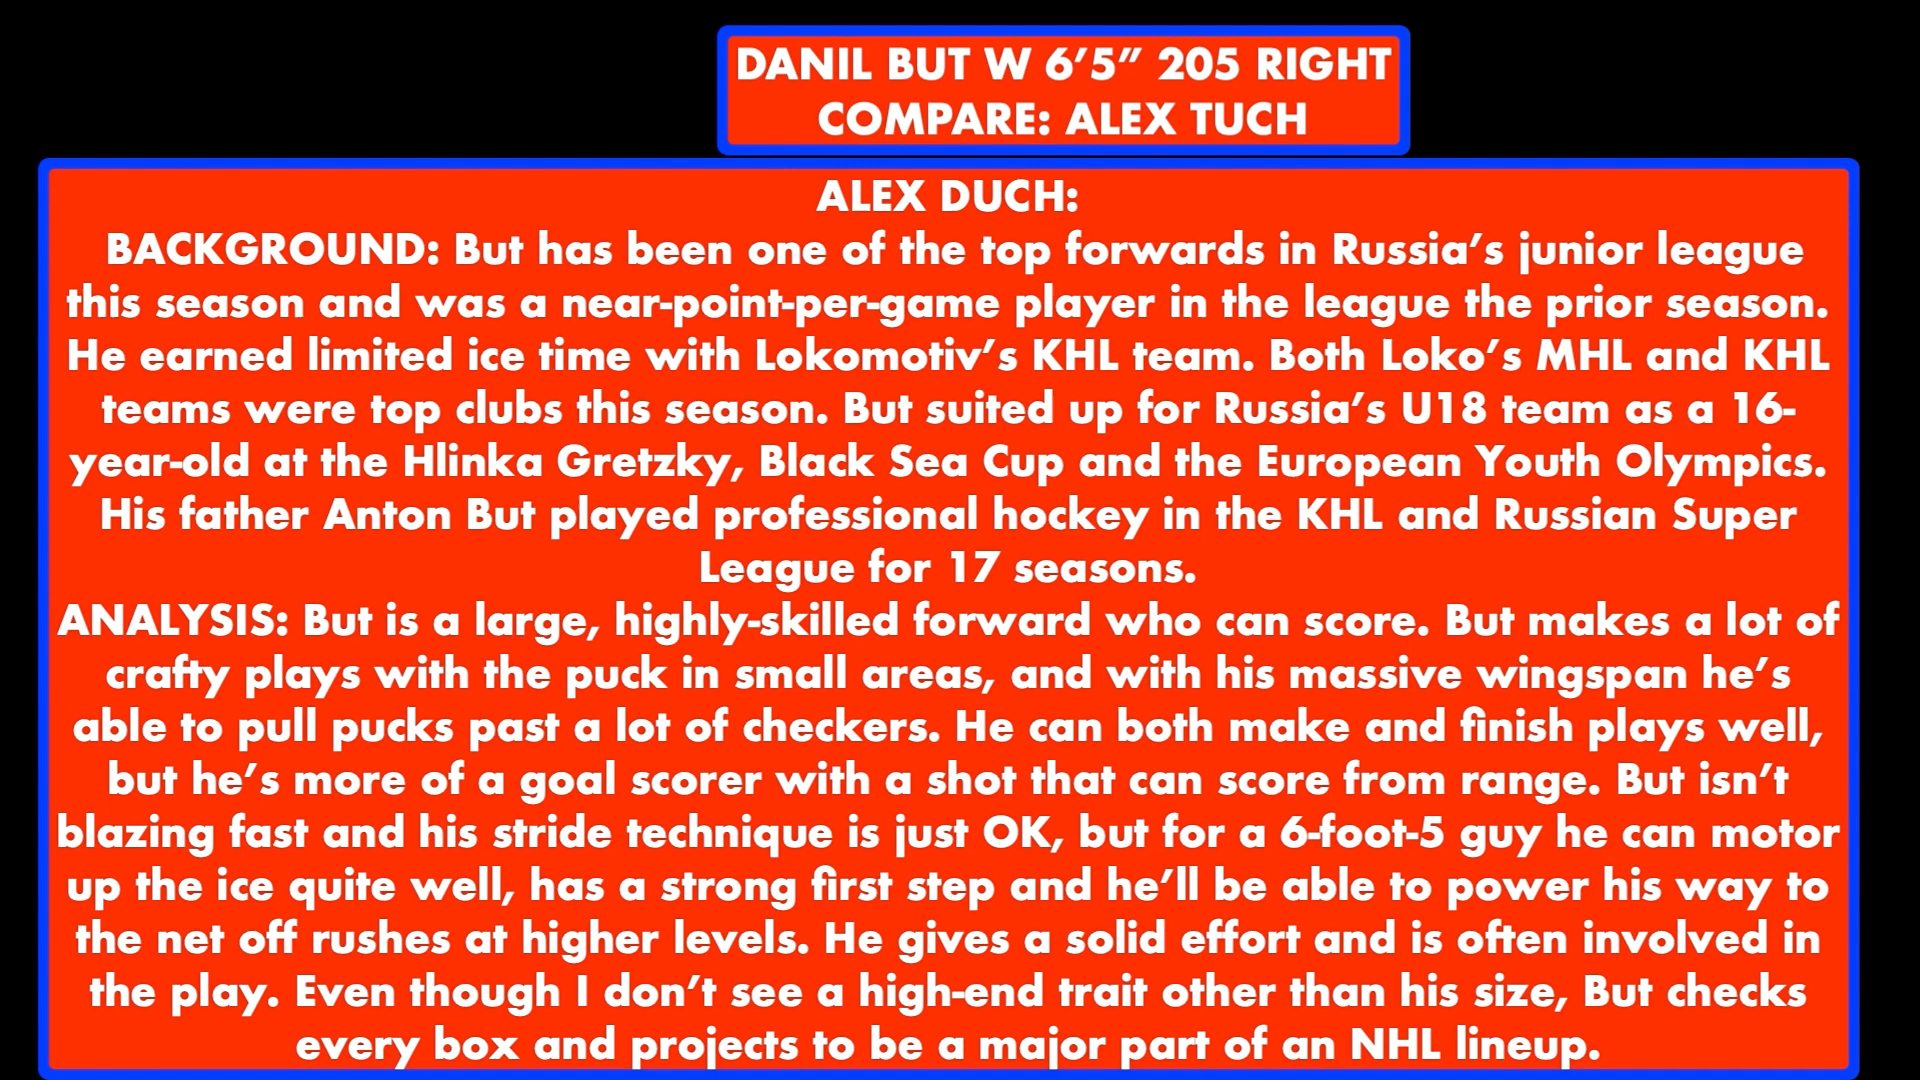 DANIL BUT W 6’5” 205 RIGHT
COMPARE: ALEX TUCH
ALEX DUCH:
BACKGROUND: But has been one of the top forwards in Russia’s junior league
this season and was a near-point-per-game player in the league the prior season.
He earned limited ice time with Lokomotiv’s KHL team. Both Loko’s MHL and KHL
teams were top clubs this season. But suited up for Russia’s U18 team as a 16-
year-old at the Hlinka Gretzky, Black Sea Cup and the European Youth Olympics.
His father Anton But played professional hockey in the KHL and Russian Super
League for 17 seasons.
ANALYSIS: But is a large, highly-skilled forward who can score. But makes a lot of
crafty plays with the puck in small areas, and with his massive wingspan he’s
able to pull pucks past a lot of checkers. He can both make and finish plays well,
but he’s more of a goal scorer with a shot that can score from range. But isn’t
blazing fast and his stride technique is just OK, but for a 6-foot-5 guy he can motor
up the ice quite well, has a strong first step and he’ll be able to power his way to
the net off rushes at higher levels. He gives a solid effort and is often involved in
the play. Even though I don’t see a high-end trait other than his size, But checks
every box and projects to be a major part of an NHL lineup.